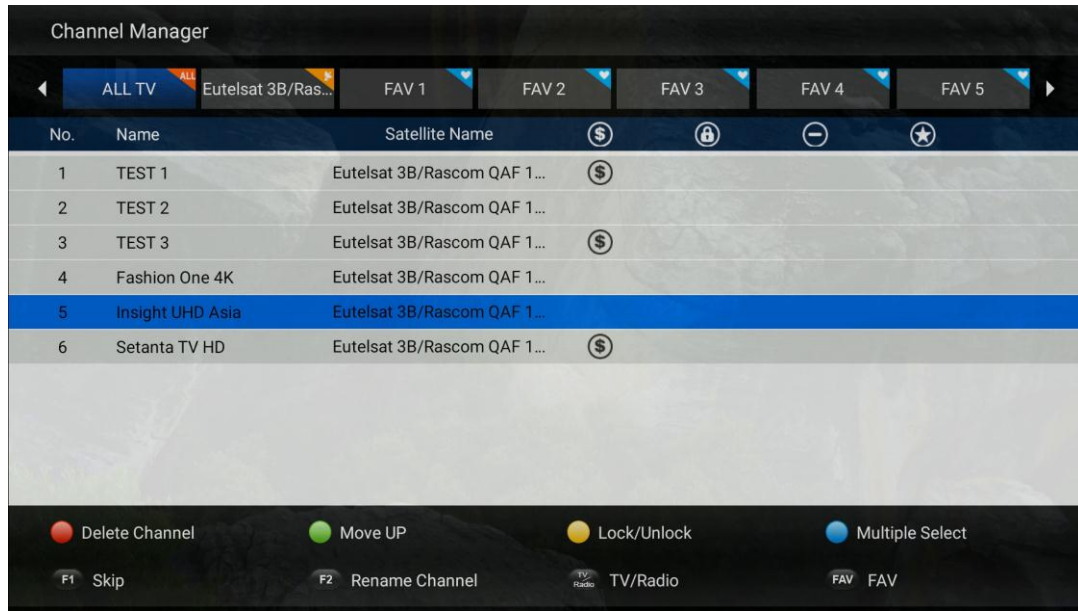 Channel Manager
ALL TV ALL Eutelsat 3B/Ras... FAV 1 FAV 2 FAV 3 FAV 4 FAV 5
No. Name Satellite Name $
1 TEST 1 Eutelsat 3B/Rascom QAF 1... $
2 TEST 2 Eutelsat 3B/Rascom QAF 1...
3 TEST 3 Eutelsat 3B/Rascom QAF 1... $
4 Fashion One 4K Eutelsat 3B/Rascom QAF 1...
5 Insight UHD Asia Eutelsat 3B/Rascom QAF 1...
6 Setanta TV HD Eutelsat 3B/Rascom QAF 1... $
Delete Channel Move UP Lock/Unlock Multiple Select
F1 Skip F2 Rename Channel TV/Radio TV/Radio FAV FAV